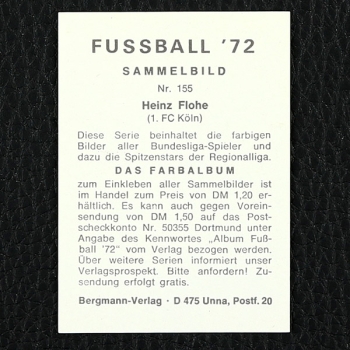 FUSSBALL '72
SAMMELBILD
Nr. 155
Heinz Flohe
(1. FC Köln)
Diese Serie beinhaltet die farbigen
Bilder aller Bundesliga-Spieler und
dazu die Spitzenstars der Regionalliga.
DAS FARBALBUM
zum Einkleben aller Sammelbilder ist
im Handel zum Preis von DM 1,20 er-
hältlich. Es kann auch gegen Vorein-
sendung von DM 1,50 auf das Post-
scheckkonto Nr. 50355 Dortmund unter
Angabe des Kennwortes „Album Fuß-
ball '72" vom Verlag bezogen werden.
Über weitere Serien informiert unser
Verlagsprospekt. Bitte anfordern! Zu-
sendung erfolgt gratis.
Bergmann-Verlag · D 475 Unna, Postf. 20